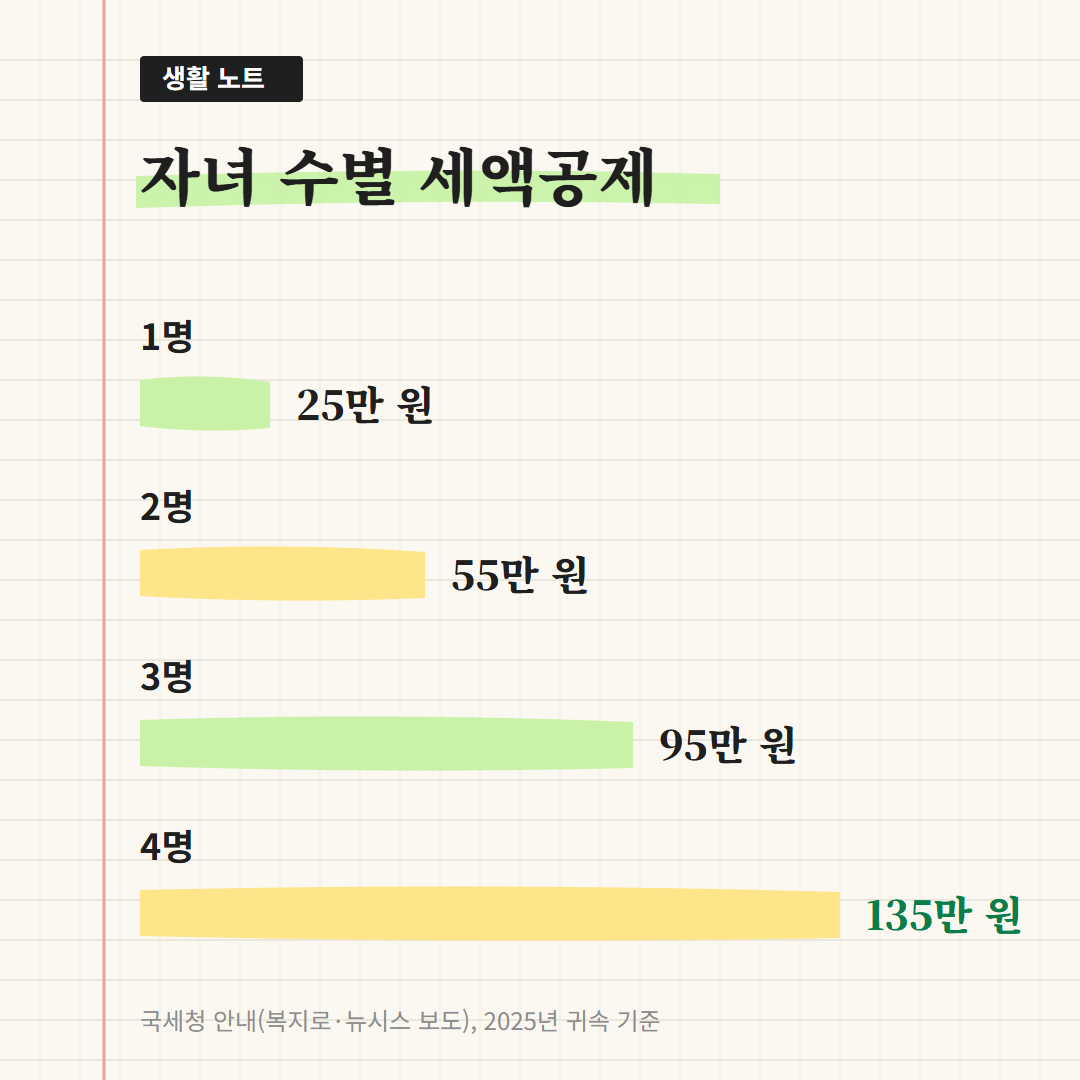 생활 노트
자녀 수별 세액공제
1명
25만 원
2명
55만 원
3명
95만 원
4명
135만 원
국세청 안내(복지로·뉴시스 보도), 2025년 귀속 기준